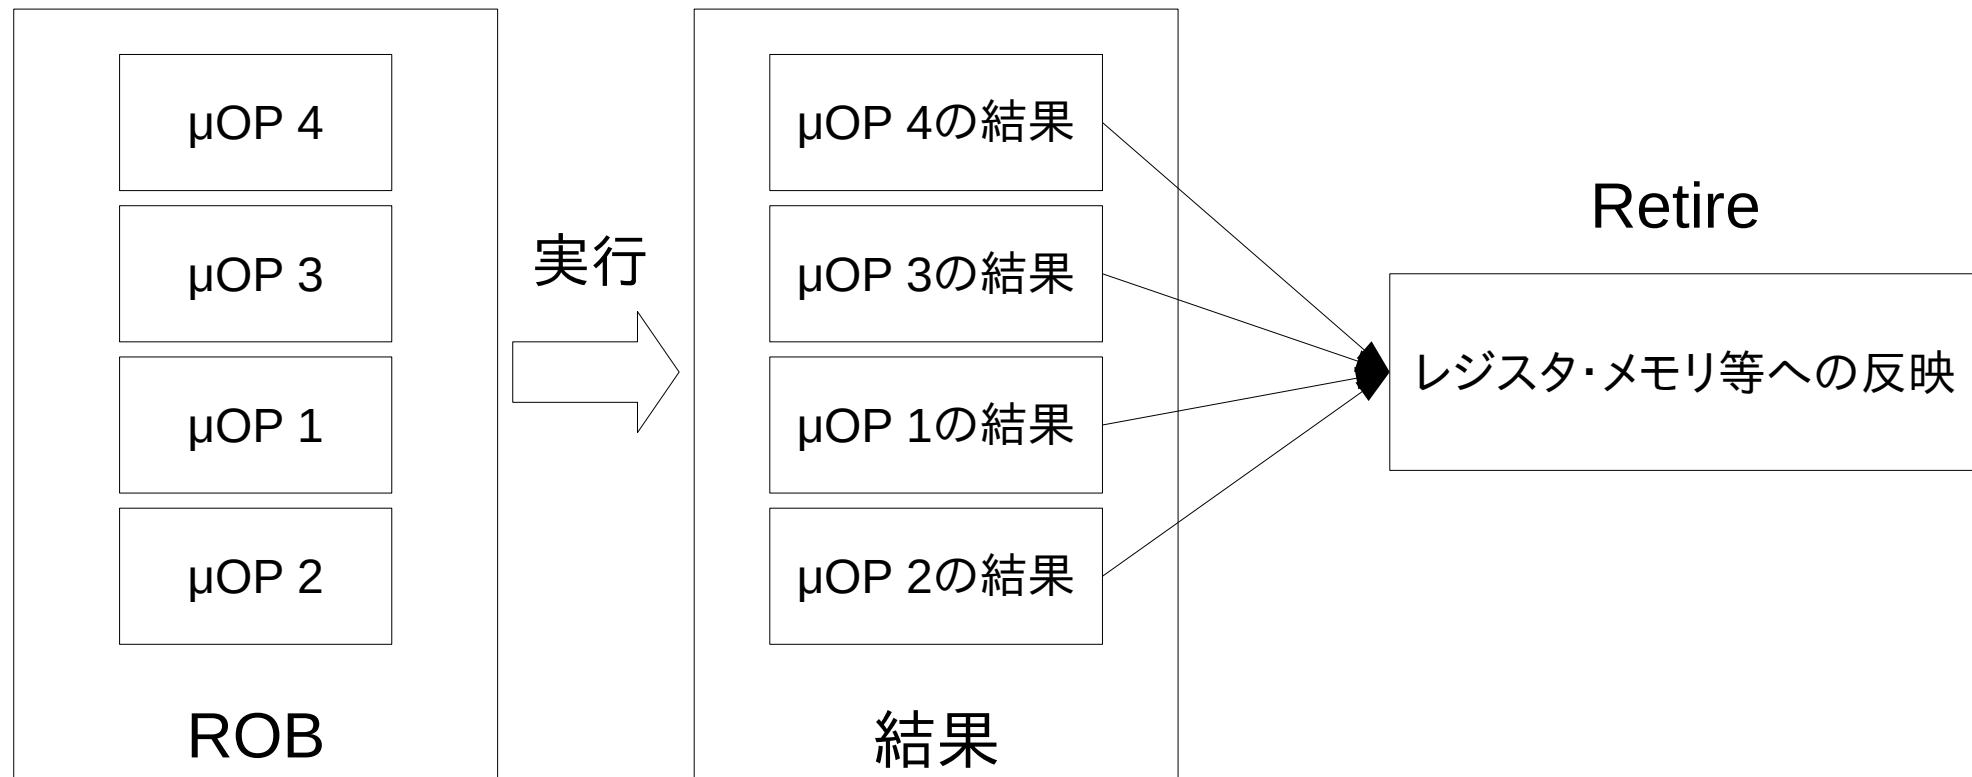 μOP 4
μOP 3
μOP 1
μOP 2
ROB
実行
μOP 4の結果
μOP 3の結果
μOP 1の結果
μOP 2の結果
結果
Retire
レジスタ・メモリ等への反映